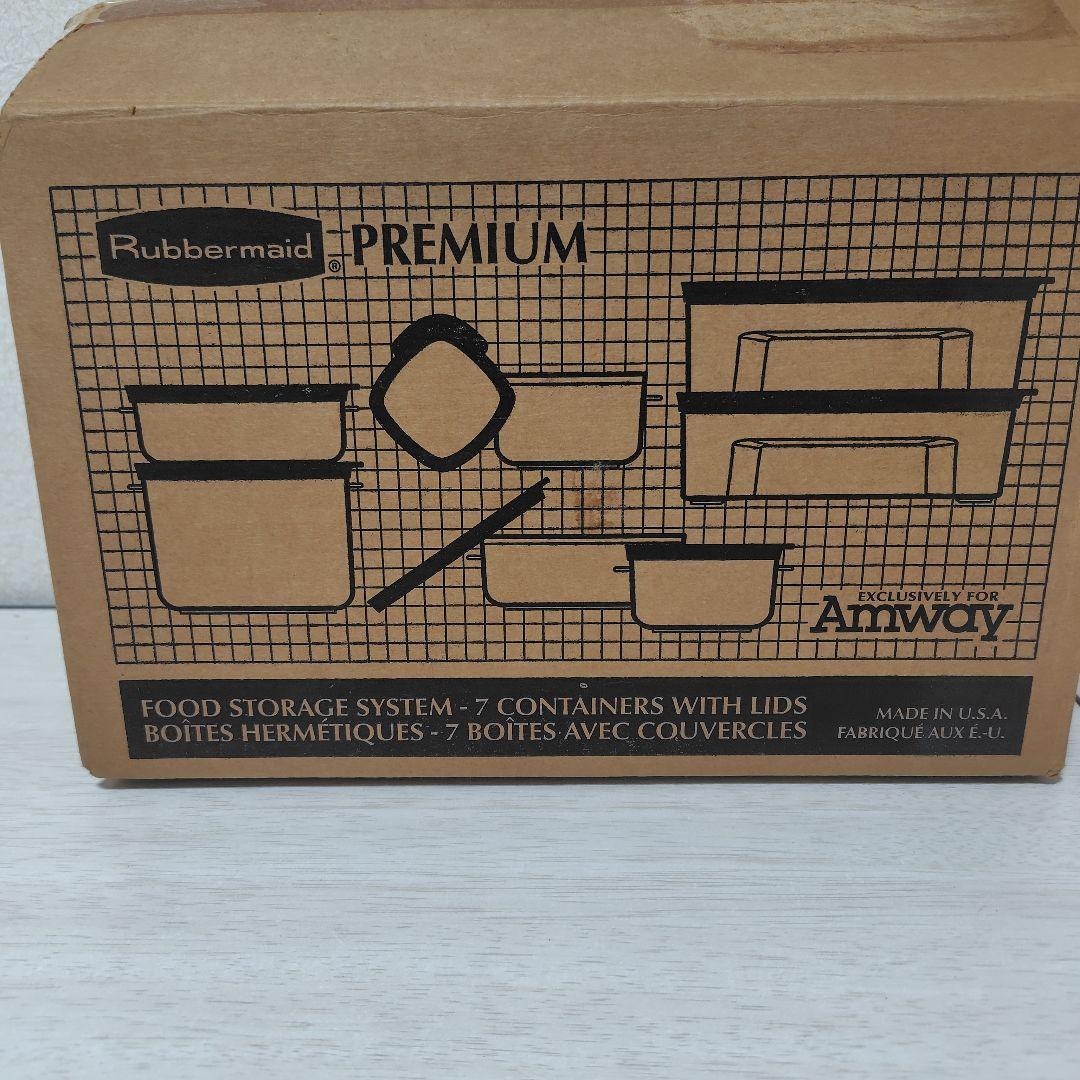 Rubbermaid® PREMIUM
EXCLUSIVELY FOR
Amway
FOOD STORAGE SYSTEM - 7 CONTAINERS WITH LIDS
BOÎTES HERMÉTIQUES - 7 BOÎTES AVEC COUVERCLES
MADE IN U.S.A.
FABRIQUÉ AUX É.-U.